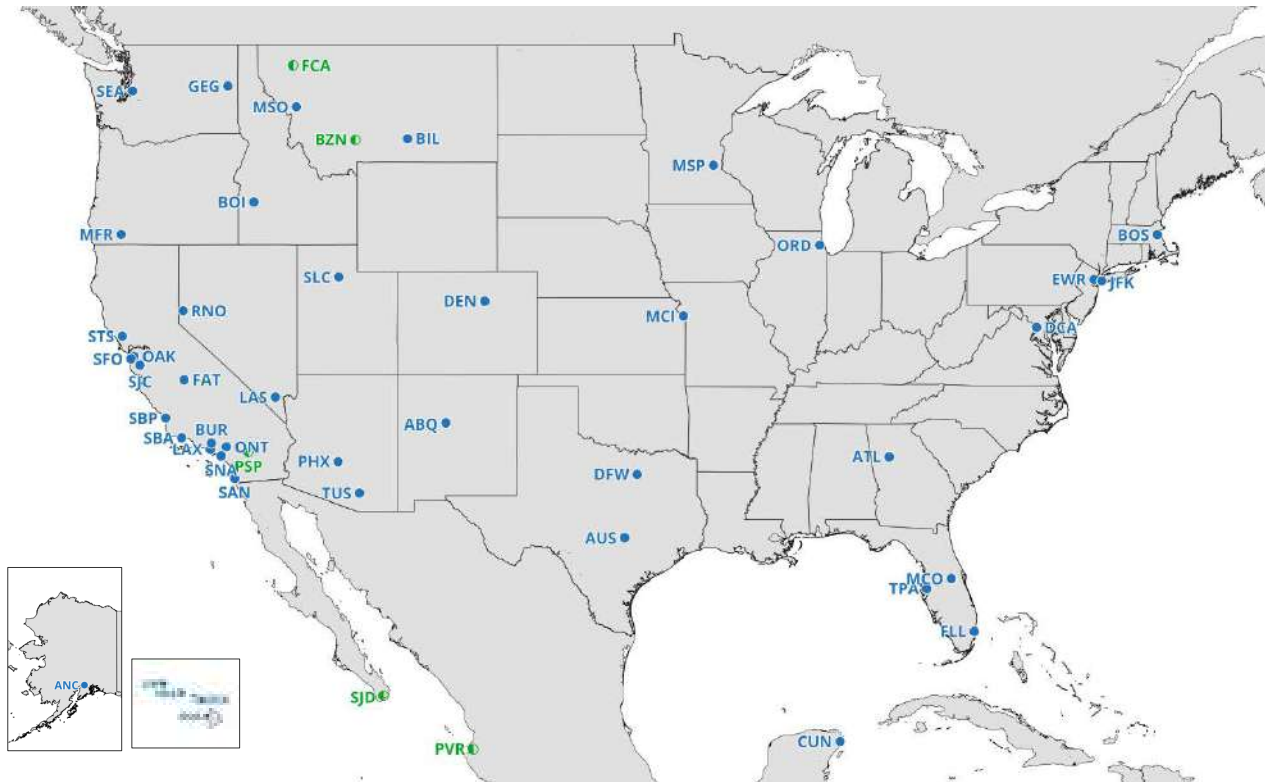 FCA
SEA
GEG
MSO
BZN
BIL
MSP
BOI
MFR
BOS
ORD
SLC
EWR
JFK
DEN
RNO
MCI
DCA
STS
SFO
OAK
SJC
FAT
LAS
SBP
ABQ
BUR
SBA
LAX
ONT
ATL
PHX
PSP
SNA
DFW
SAN
TUS
AUS
MCO
TPA
FLL
ANC
SJD
PVR
CUN